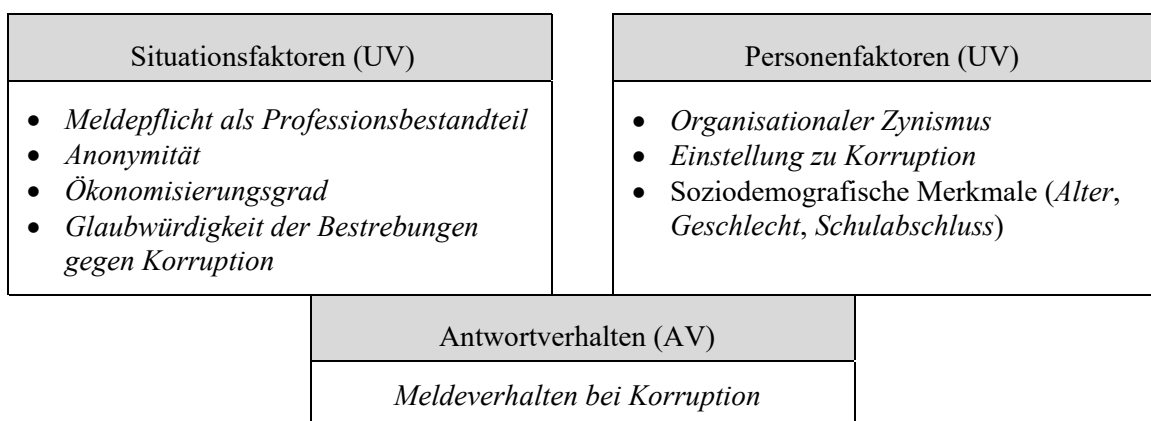 Situationsfaktoren (UV)
• Meldepflicht als Professionsbestandteil
• Anonymität
• Ökonomisierungsgrad
• Glaubwürdigkeit der Bestrebungen
gegen Korruption
Personenfaktoren (UV)
• Organisationaler Zynismus
• Einstellung zu Korruption
• Soziodemografische Merkmale (Alter,
Geschlecht, Schulabschluss)
Antwortverhalten (AV)
Meldeverhalten bei Korruption